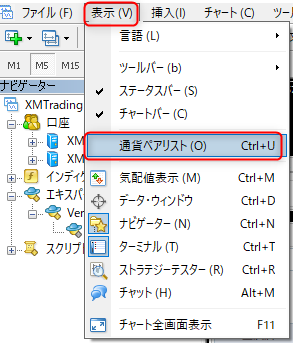 ファイル (F) 表示 (V) 挿入(I) チャート(C) ツー
M1 M5 M
ナビゲーター
XMTrading
口座
XM
XM
インディケ
エキスパ
Ver
スクリプ
言語 (L)
ツールバー (b)
ステータスバー (S)
チャートバー (C)
通貨ペアリスト (O) Ctrl+U
気配値表示 (M) Ctrl+M
データ・ウィンドウ Ctrl+D
ナビゲーター (N) Ctrl+N
ターミナル (T) Ctrl+T
ストラテジーテスター (R) Ctrl+R
チャット (H) Alt+M
チャート全画面表示 F11